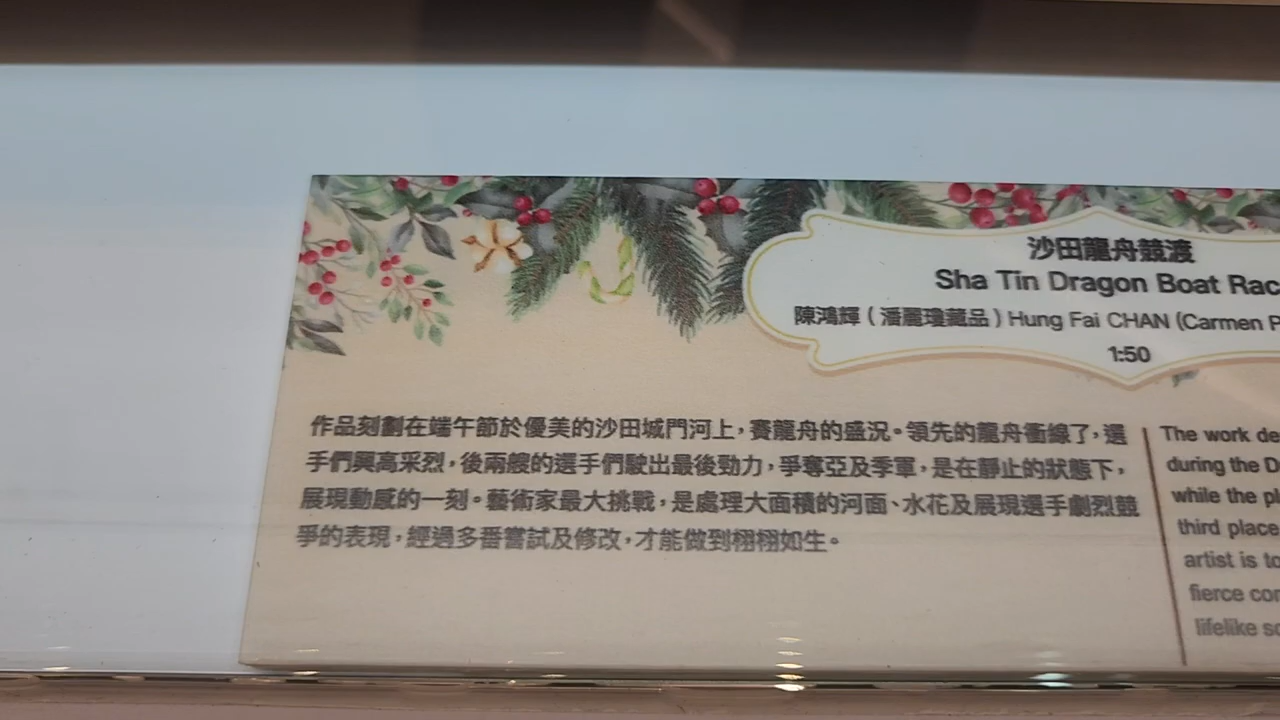 沙田龍舟競渡
Sha Tin Dragon Boat Rac
陳鴻輝（潘麗瓊藏品）Hung Fai CHAN (Carmen P
1:50
作品刻劃在端午節於優美的沙田城門河上，賽龍舟的盛況。領先的龍舟衝線了，選
手們興高采烈，後兩艘的選手們駛出最後勁力，爭奪亞及季軍，是在靜止的狀態下，
展現動感的一刻。藝術家最大挑戰，是處理大面積的河面、水花及展現選手劇烈競
爭的表現，經過多番嘗試及修改，才能做到栩栩如生。
The work de
during the D
while the pl
third place
artist is to
fierce con
lifelike sc